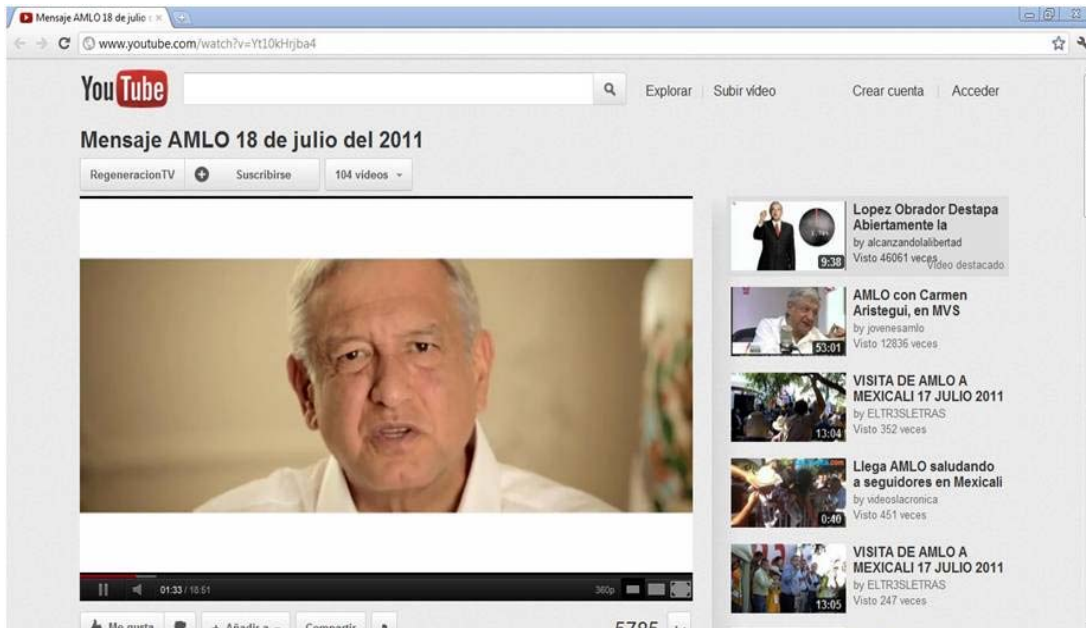 Mensaje AMLO 18 de julio
www.youtube.com/watch?v=Yt10kHrjba4
YouTube
Explorar
Subir vídeo
Crear cuenta
Acceder
Mensaje AMLO 18 de julio del 2011
RegeneracionTV
Suscribirse
104 vídeos
01:33 / 18:51
360p
Me gusta
Añadir a
Compartir
5785
Lopez Obrador Destapa
Abiertamente la
by alcanzandolalibertad
Visto 46061 veces
Vídeo destacado
9:38
AMLO con Carmen
Aristegui, en MVS
by jovenesamlo
Visto 12836 veces
53:01
VISITA DE AMLO A
MEXICALI 17 JULIO 2011
by ELTR3SLETRAS
Visto 352 veces
13:04
Llega AMLO saludando
a seguidores en Mexicali
by videoslacronica
Visto 451 veces
0:40
VISITA DE AMLO A
MEXICALI 17 JULIO 2011
by ELTR3SLETRAS
Visto 247 veces
13:05